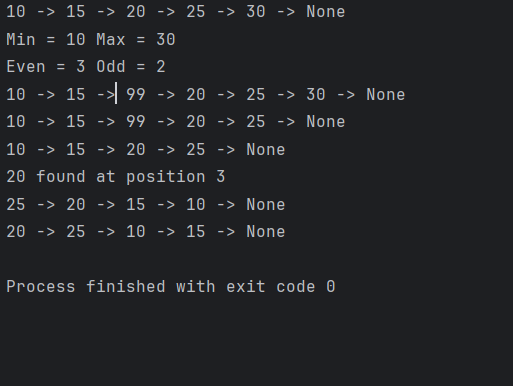 10 -> 15 -> 20 -> 25 -> 30 -> None
Min = 10 Max = 30
Even = 3 Odd = 2
10 -> 15 -> 99 -> 20 -> 25 -> 30 -> None
10 -> 15 -> 99 -> 20 -> 25 -> None
10 -> 15 -> 20 -> 25 -> None
20 found at position 3
25 -> 20 -> 15 -> 10 -> None
20 -> 25 -> 10 -> 15 -> None
Process finished with exit code 0